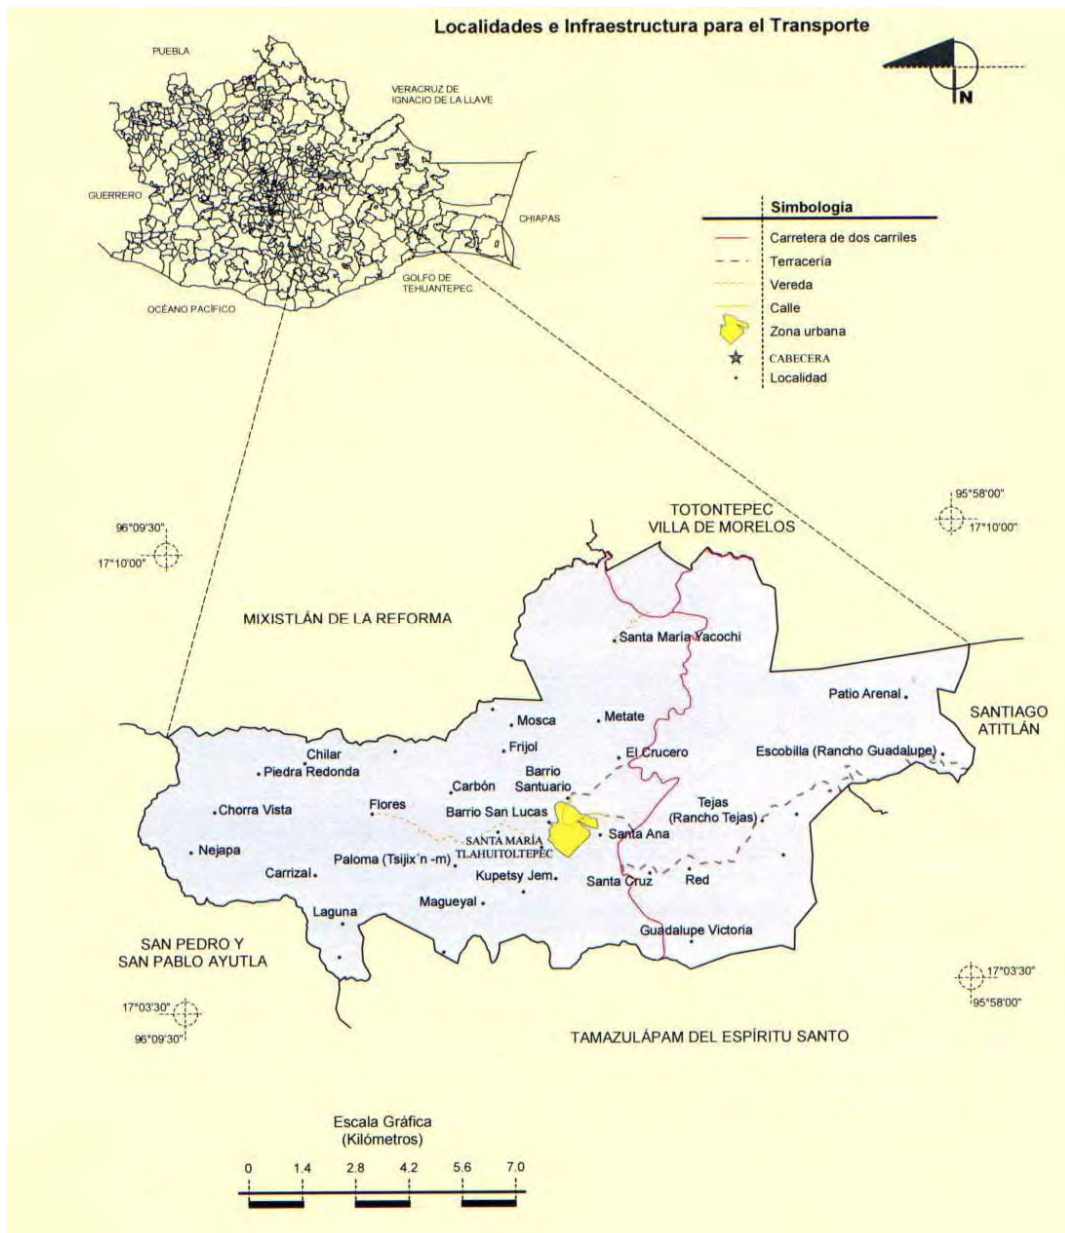 Localidades e Infraestructura para el Transporte
N
PUEBLA
VERACRUZ DE
IGNACIO DE LA LLAVE
GUERRERO
CHIAPAS
GOLFO DE
TEHUANTEPEC
OCÉANO PACÍFICO
Simbología
Carretera de dos carriles
Terracería
Vereda
Calle
Zona urbana
CABECERA
Localidad
96°09'30"
17°10'00"
95°58'00"
17°10'00"
TOTONTEPEC
VILLA DE MORELOS
MIXISTLÁN DE LA REFORMA
Santa María Yacochi
Patio Arenal
SANTIAGO
ATITLÁN
Mosca
Metate
Frijol
El Crucero
Escobilla (Rancho Guadalupe)
Chilar
Piedra Redonda
Barrio
Santuario
Carbón
Chorra Vista
Flores
Barrio San Lucas
Tejas
(Rancho Tejas)
Santa Ana
SANTA MARÍA
TLAHUITOLTEPEC
Nejapa
Paloma (Tsijix´n -m)
Carrizal
Kupetsy Jem
Santa Cruz
Red
Magueyal
Laguna
Guadalupe Victoria
SAN PEDRO Y
SAN PABLO AYUTLA
17°03'30"
96°09'30"
17°03'30"
95°58'00"
TAMAZULÁPAM DEL ESPÍRITU SANTO
Escala Gráfica
(Kilómetros)
0 1.4 2.8 4.2 5.6 7.0